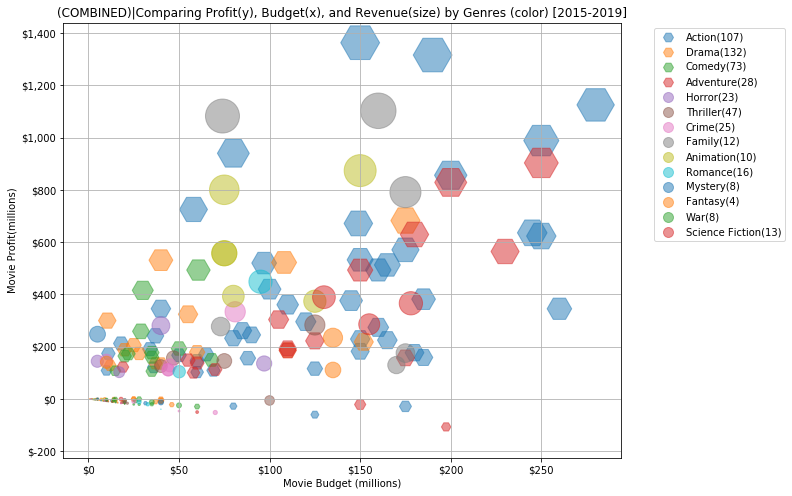 (COMBINED)|Comparing Profit(y), Budget(x), and Revenue(size) by Genres (color) [2015-2019]
$1,400
$1,200
$1,000
$800
$600
$400
$200
$0
$-200
Movie Profit(millions)
$0 $50 $100 $150 $200 $250
Movie Budget (millions)
Action(107)
Drama(132)
Comedy(73)
Adventure(28)
Horror(23)
Thriller(47)
Crime(25)
Family(12)
Animation(10)
Romance(16)
Mystery(8)
Fantasy(4)
War(8)
Science Fiction(13)